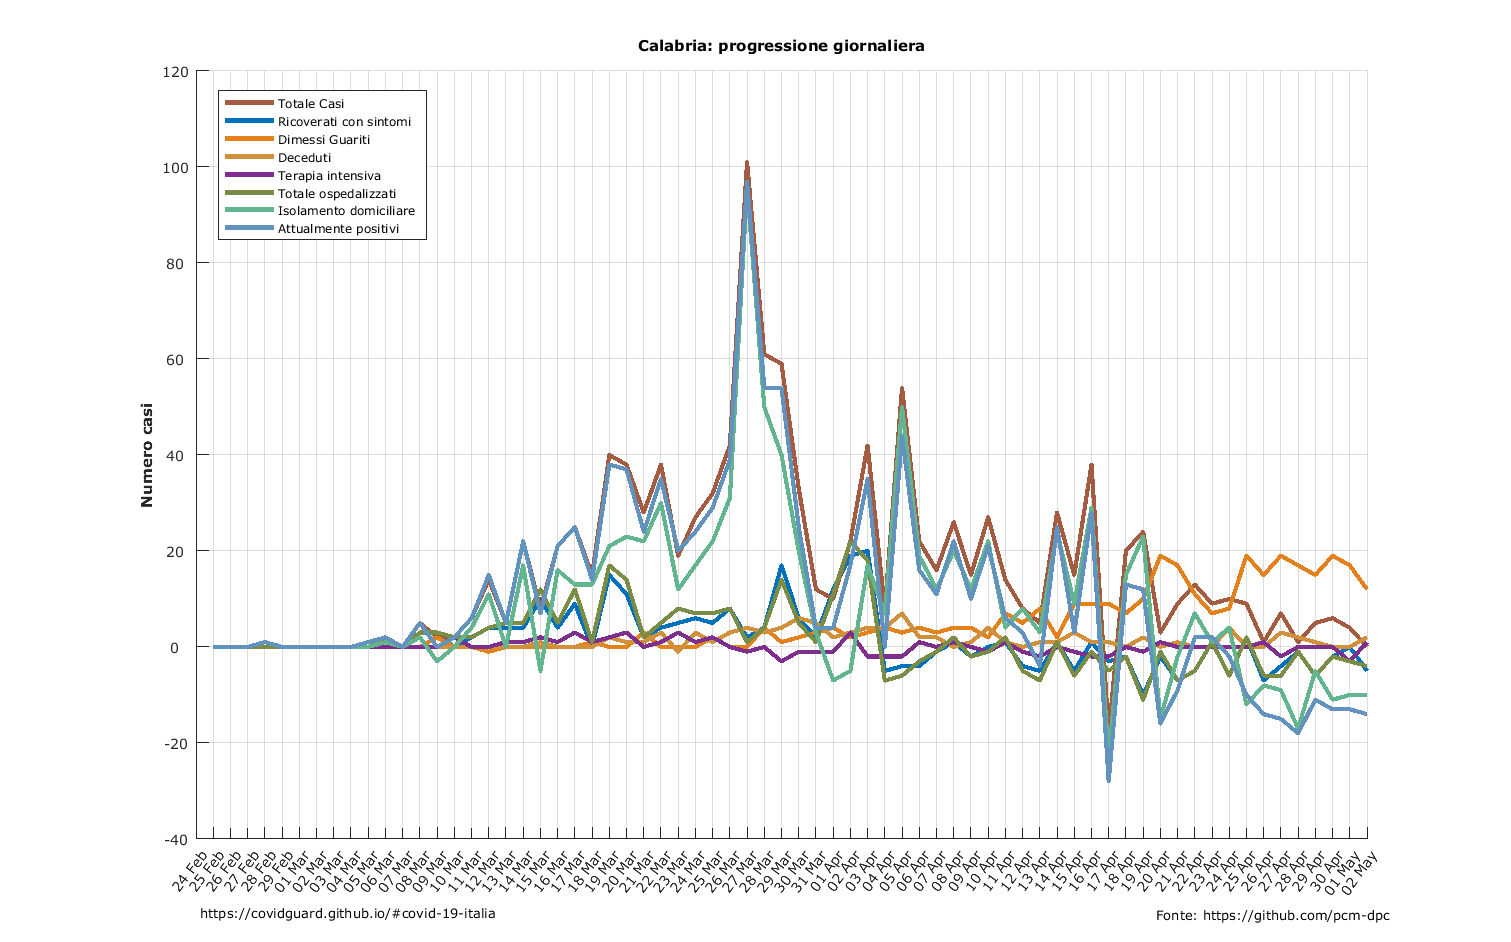 Calabria: progressione giornaliera
120
100
80
60
40
20
0
-20
-40
Numero casi
Totale Casi
Ricoverati con sintomi
Dimessi Guariti
Deceduti
Terapia intensiva
Totale ospedalizzati
Isolamento domiciliare
Attualmente positivi
24 Feb
25 Feb
26 Feb
27 Feb
28 Feb
29 Feb
01 Mar
02 Mar
03 Mar
04 Mar
05 Mar
06 Mar
07 Mar
08 Mar
09 Mar
10 Mar
11 Mar
12 Mar
13 Mar
14 Mar
15 Mar
16 Mar
17 Mar
18 Mar
19 Mar
20 Mar
21 Mar
22 Mar
23 Mar
24 Mar
25 Mar
26 Mar
27 Mar
28 Mar
29 Mar
30 Mar
31 Mar
01 Apr
02 Apr
03 Apr
04 Apr
05 Apr
06 Apr
07 Apr
08 Apr
09 Apr
10 Apr
11 Apr
12 Apr
13 Apr
14 Apr
15 Apr
16 Apr
17 Apr
18 Apr
19 Apr
20 Apr
21 Apr
22 Apr
23 Apr
24 Apr
25 Apr
26 Apr
27 Apr
28 Apr
29 Apr
30 Apr
01 May
02 May
https://covidguard.github.io/#covid-19-italia
Fonte: https://github.com/pcm-dpc